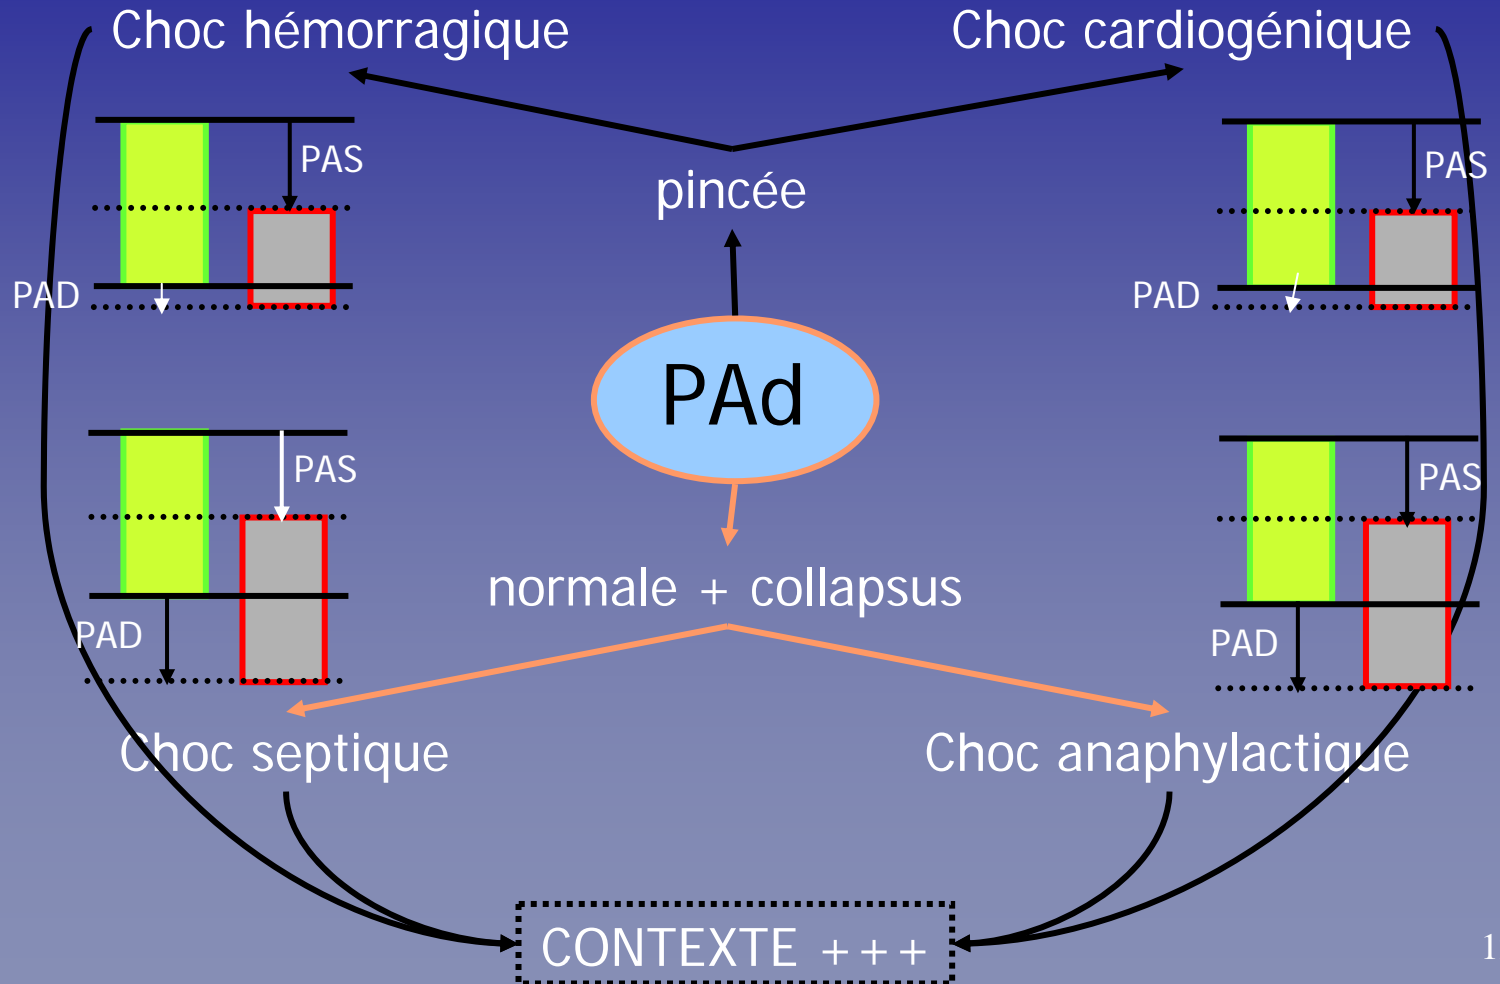 Choc hémorragique
Choc cardiogénique
PAS
PAS
pincée
PAD
PAD
PAd
PAS
PAS
normale + collapsus
PAD
PAD
Choc septique
Choc anaphylactique
CONTEXTE +++
1